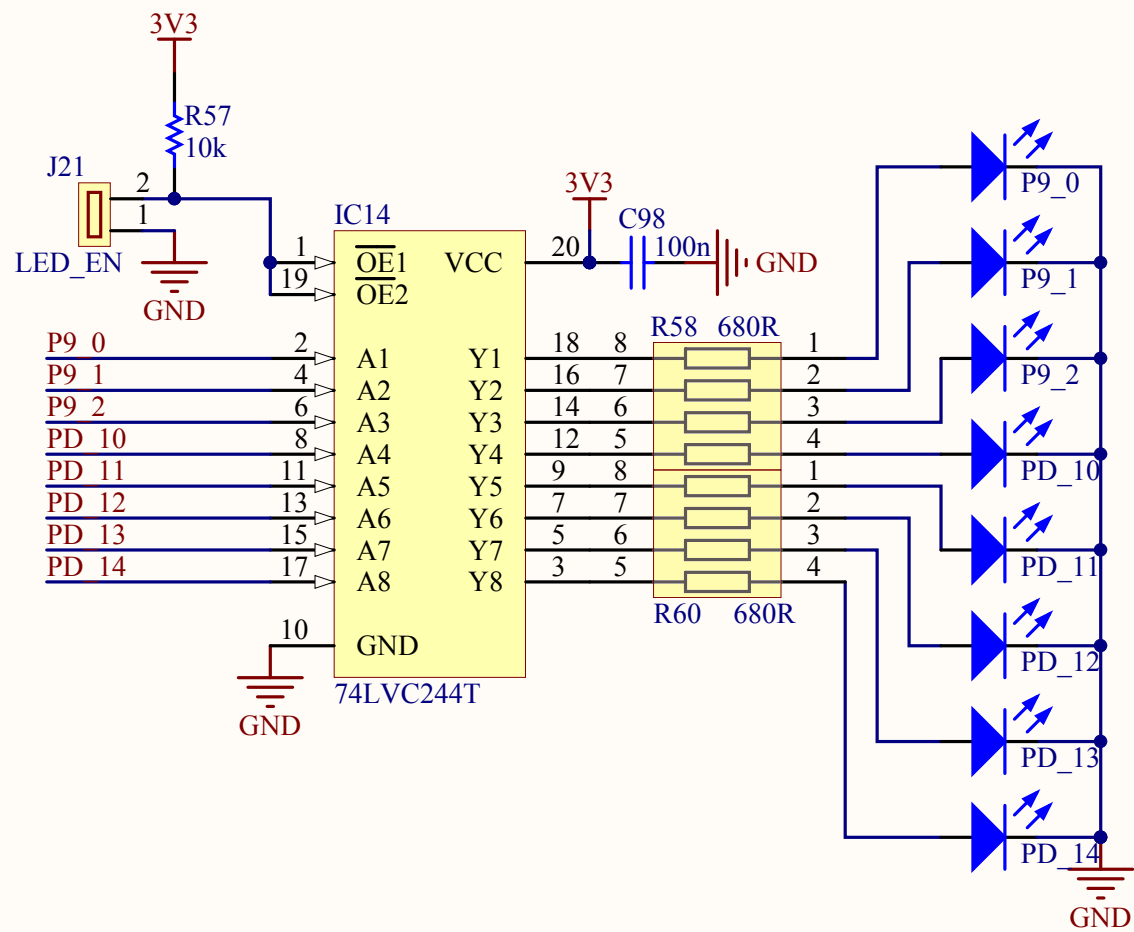 3V3
R57
10k
J21
2
1
LED_EN
GND
IC14
1 OE1 VCC 20
19 OE2
3V3
C98
100n
GND
R58 680R
P9_0 2 A1 Y1 18 8 1
P9_1 4 A2 Y2 16 7 2
P9_2 6 A3 Y3 14 6 3
PD_10 8 A4 Y4 12 5 4
PD_11 11 A5 Y5 9 8 1
PD_12 13 A6 Y6 7 7 2
PD_13 15 A7 Y7 5 6 3
PD_14 17 A8 Y8 3 5 4
R60 680R
10 GND
74LVC244T
GND
P9_0
P9_1
P9_2
PD_10
PD_11
PD_12
PD_13
PD_14
GND